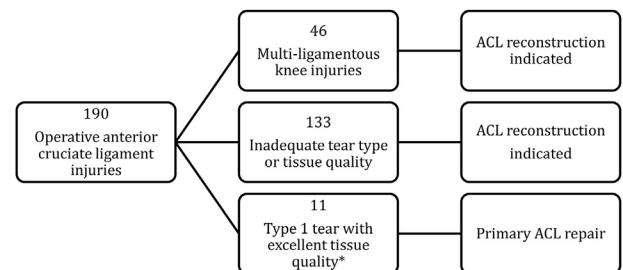 190
Operative anterior
cruciate ligament
injuries
46
Multi-ligamentous
knee injuries
ACL reconstruction
indicated
133
Inadequate tear type
or tissue quality
ACL reconstruction
indicated
11
Type 1 tear with
excellent tissue
quality*
Primary ACL repair